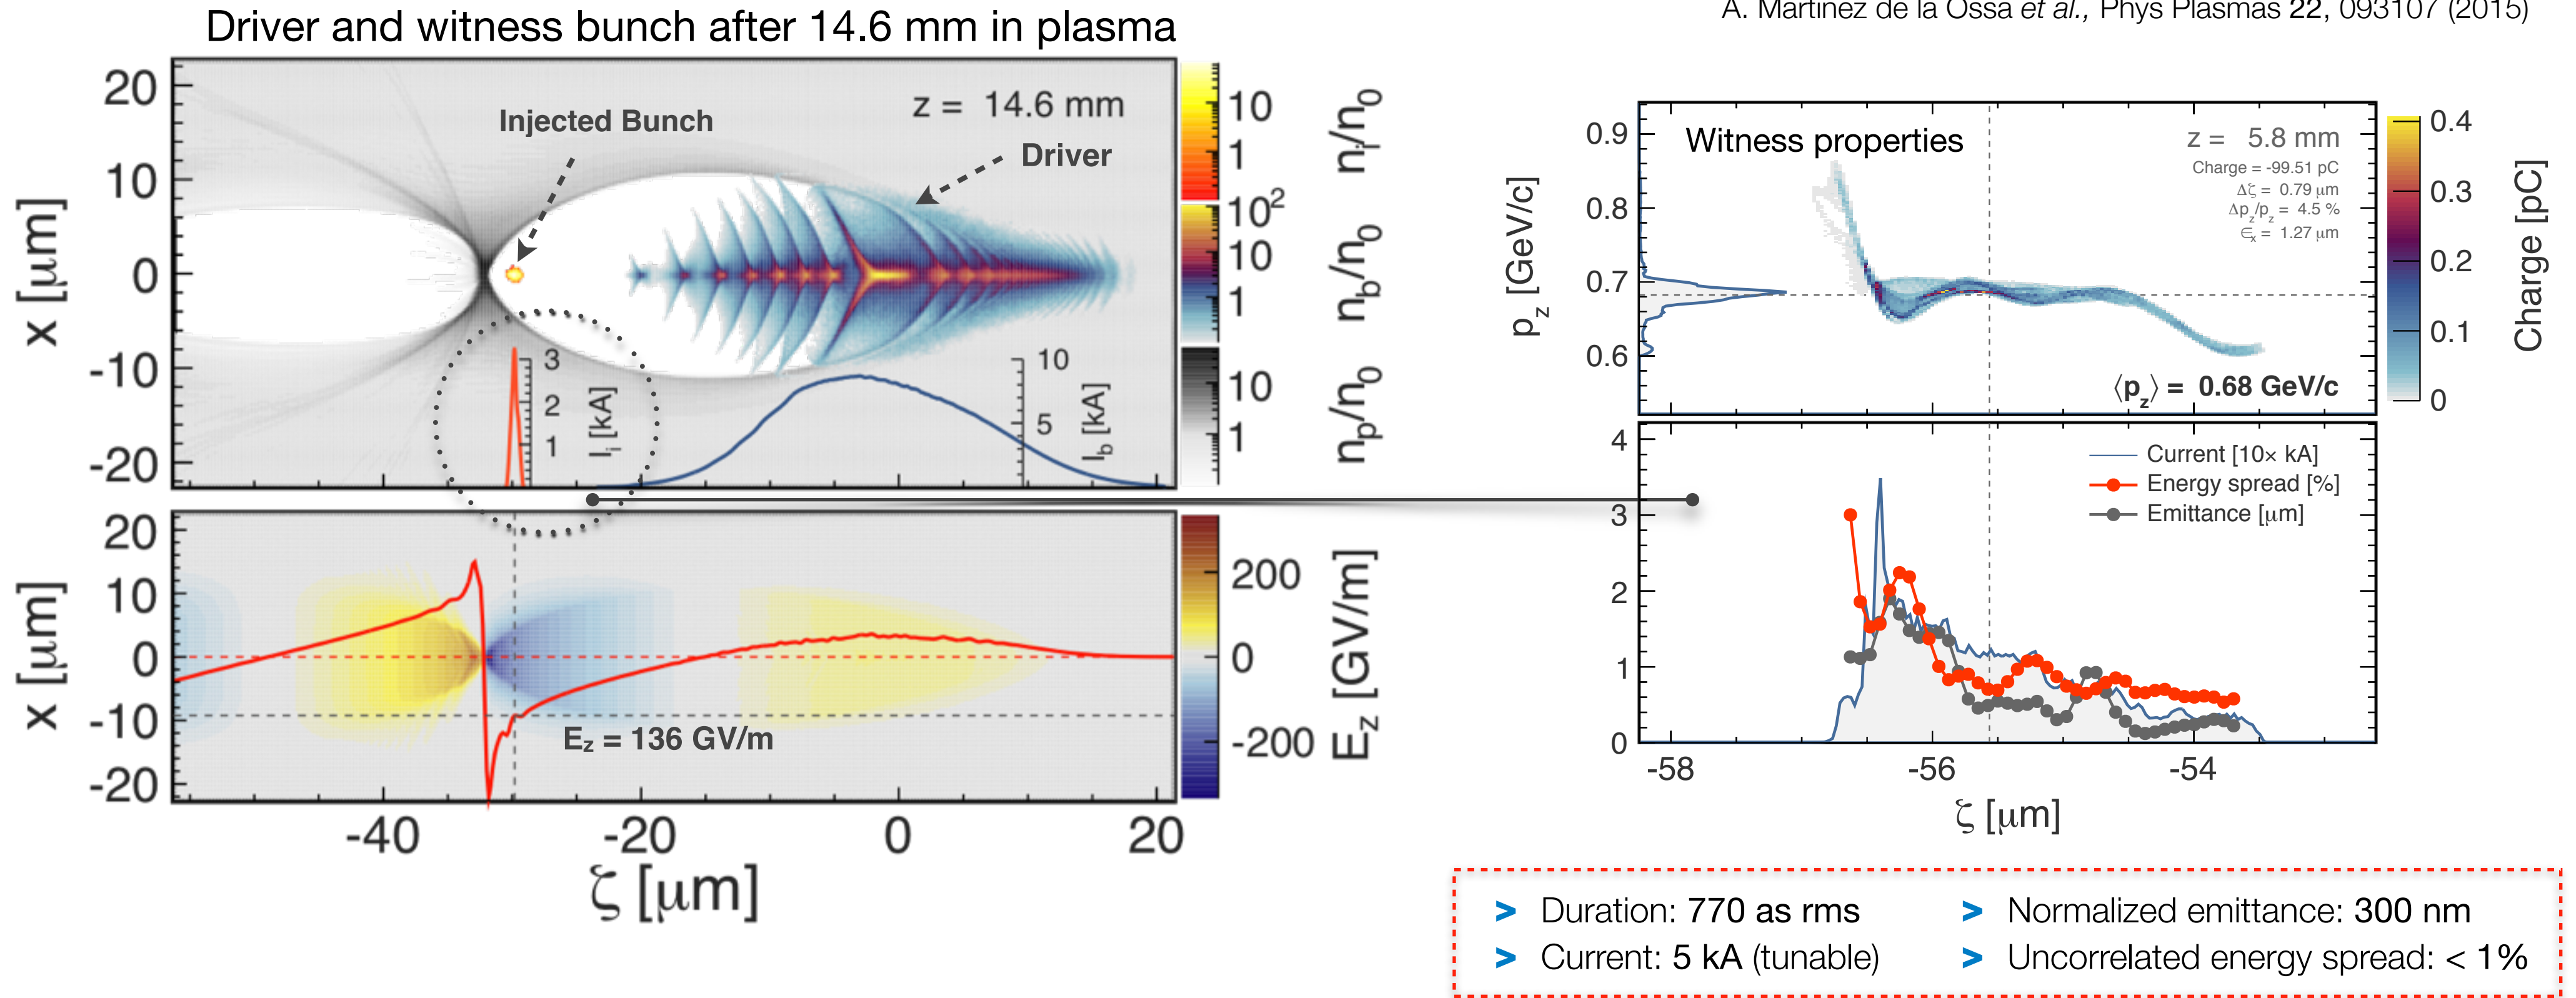 Driver and witness bunch after 14.6 mm in plasma
A. Martinez de la Ossa et al., Phys Plasmas 22, 093107 (2015)
20
10
0
-10
-20
x [μm]
Injected Bunch
z = 14.6 mm
Driver
3
2
1
I_i [kA]
10
5
I_b [kA]
10
1
n_i/n_0
10²
10
1
n_b/n_0
10
1
n_p/n_0
20
10
0
-10
-20
x [μm]
E_z = 136 GV/m
200
0
-200
E_z [GV/m]
-40
-20
0
20
ζ [μm]
0.9
0.8
0.7
0.6
p_z [GeV/c]
Witness properties
z = 5.8 mm
Charge = -99.51 pC
Δζ = 0.79 μm
Δp_z/p_z = 4.5 %
∈_x = 1.27 μm
⟨p_z⟩ = 0.68 GeV/c
0.4
0.3
0.2
0.1
0
Charge [pC]
4
3
2
1
0
Current [10× kA]
Energy spread [%]
Emittance [μm]
-58
-56
-54
ζ [μm]
> Duration: 770 as rms
> Normalized emittance: 300 nm
> Current: 5 kA (tunable)
> Uncorrelated energy spread: < 1%